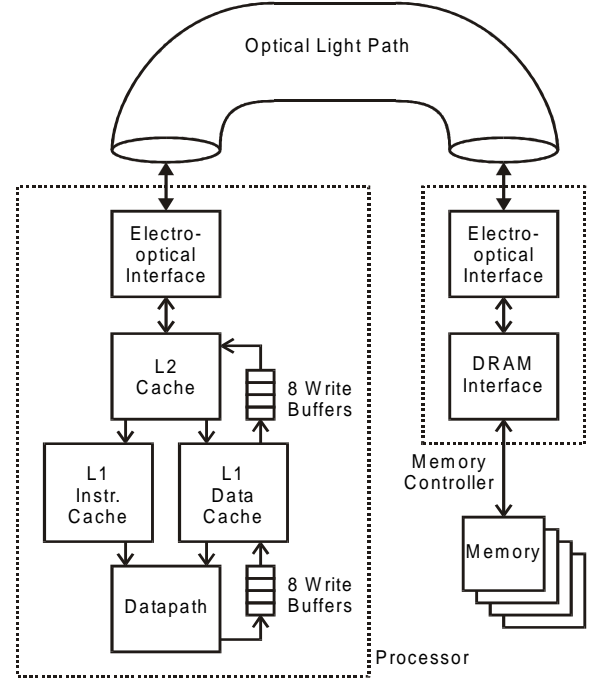 Optical Light Path
Electro-
optical
Interface
Electro-
optical
Interface
L2
Cache
8 Write
Buffers
DRAM
Interface
L1
Instr.
Cache
L1
Data
Cache
Memory
Controller
Memory
Datapath
8 Write
Buffers
Processor